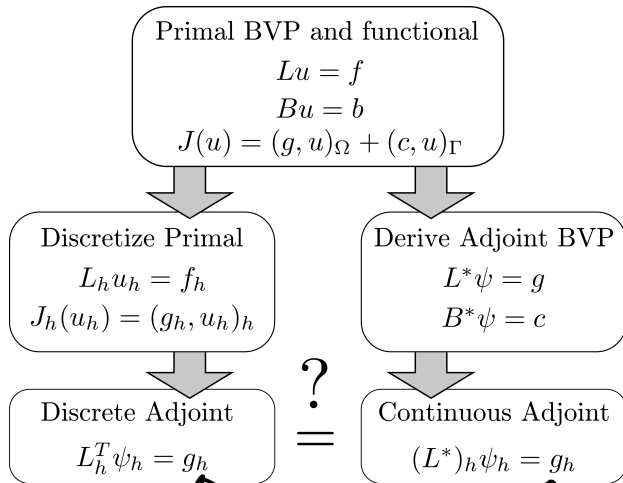 Primal BVP and functional
Lu = f
Bu = b
J(u) = (g, u)_Ω + (c, u)_Γ
Discretize Primal
L_h u_h = f_h
J_h(u_h) = (g_h, u_h)_h
Derive Adjoint BVP
L*ψ = g
B*ψ = c
Discrete Adjoint
L_h^T ψ_h = g_h
?
=
Continuous Adjoint
(L*)_h ψ_h = g_h